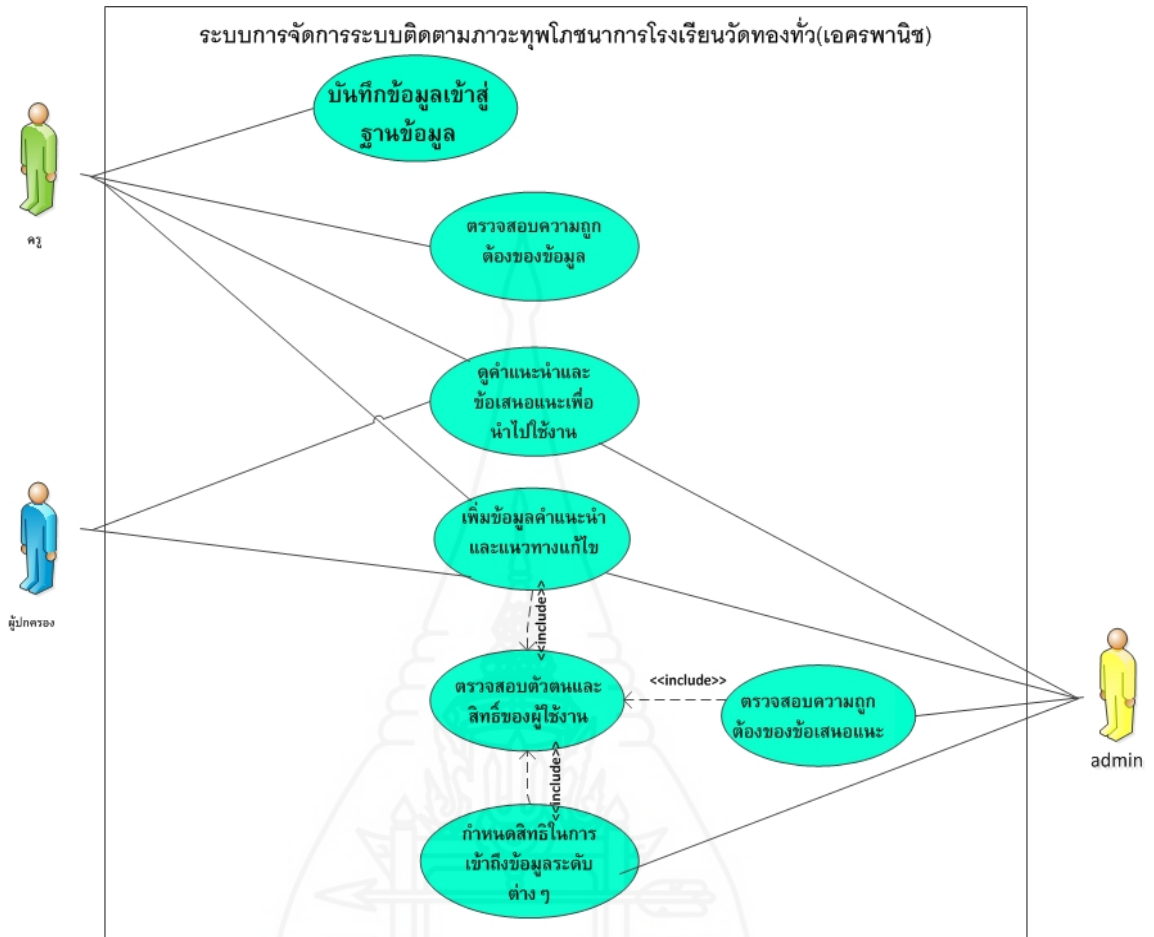 ระบบการจัดการระบบติดตามภาวะทุพโภชนาการโรงเรียนวัดทองทั่ว(เอครพานิช)
บันทึกข้อมูลเข้าสู่
ฐานข้อมูล
ครู
ตรวจสอบความถูก
ต้องของข้อมูล
ดูคำแนะนำและ
ข้อเสนอแนะเพื่อ
นำไปใช้งาน
ผู้ปกครอง
เพิ่มข้อมูลคำแนะนำ
และแนวทางแก้ไข
<<include>>
ตรวจสอบตัวตนและ
สิทธิ์ของผู้ใช้งาน
<<include>>
ตรวจสอบความถูก
ต้องของข้อเสนอแนะ
admin
<<include>>
กำหนดสิทธิในการ
เข้าถึงข้อมูลระดับ
ต่าง ๆ